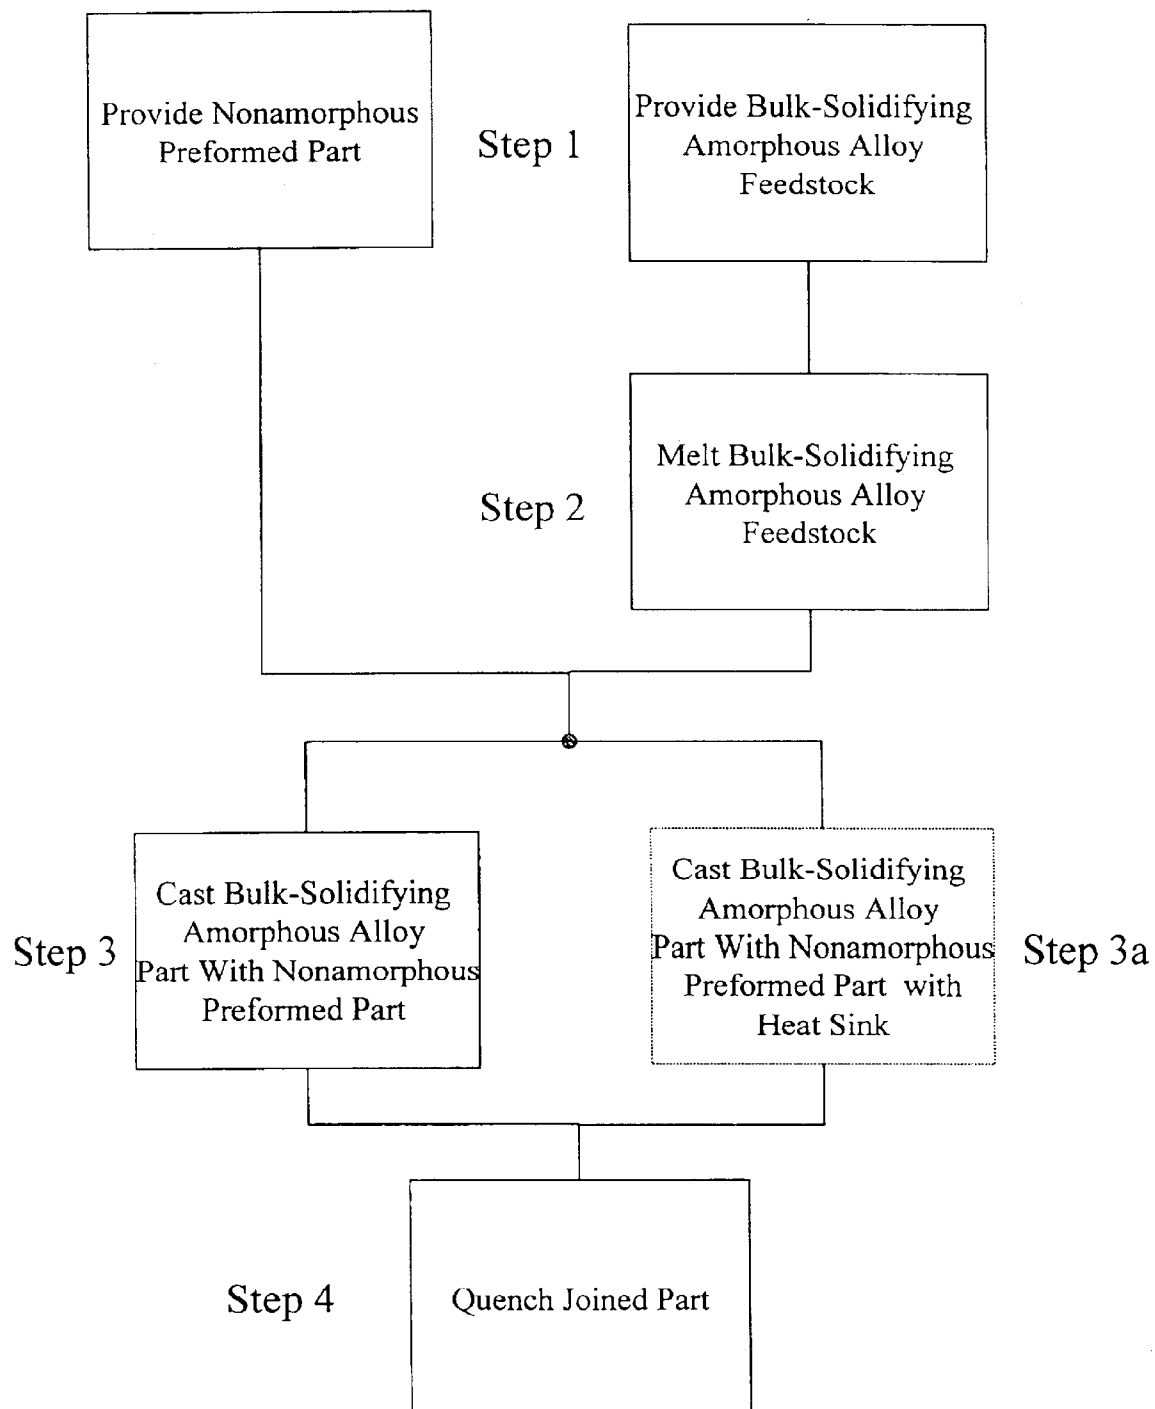 Provide Nonamorphous
Preformed Part
Step 1
Provide Bulk-Solidifying
Amorphous Alloy
Feedstock
Step 2
Melt Bulk-Solidifying
Amorphous Alloy
Feedstock
Step 3
Cast Bulk-Solidifying
Amorphous Alloy
Part With Nonamorphous
Preformed Part
Cast Bulk-Solidifying
Amorphous Alloy
Part With Nonamorphous
Preformed Part with
Heat Sink
Step 3a
Step 4
Quench Joined Part